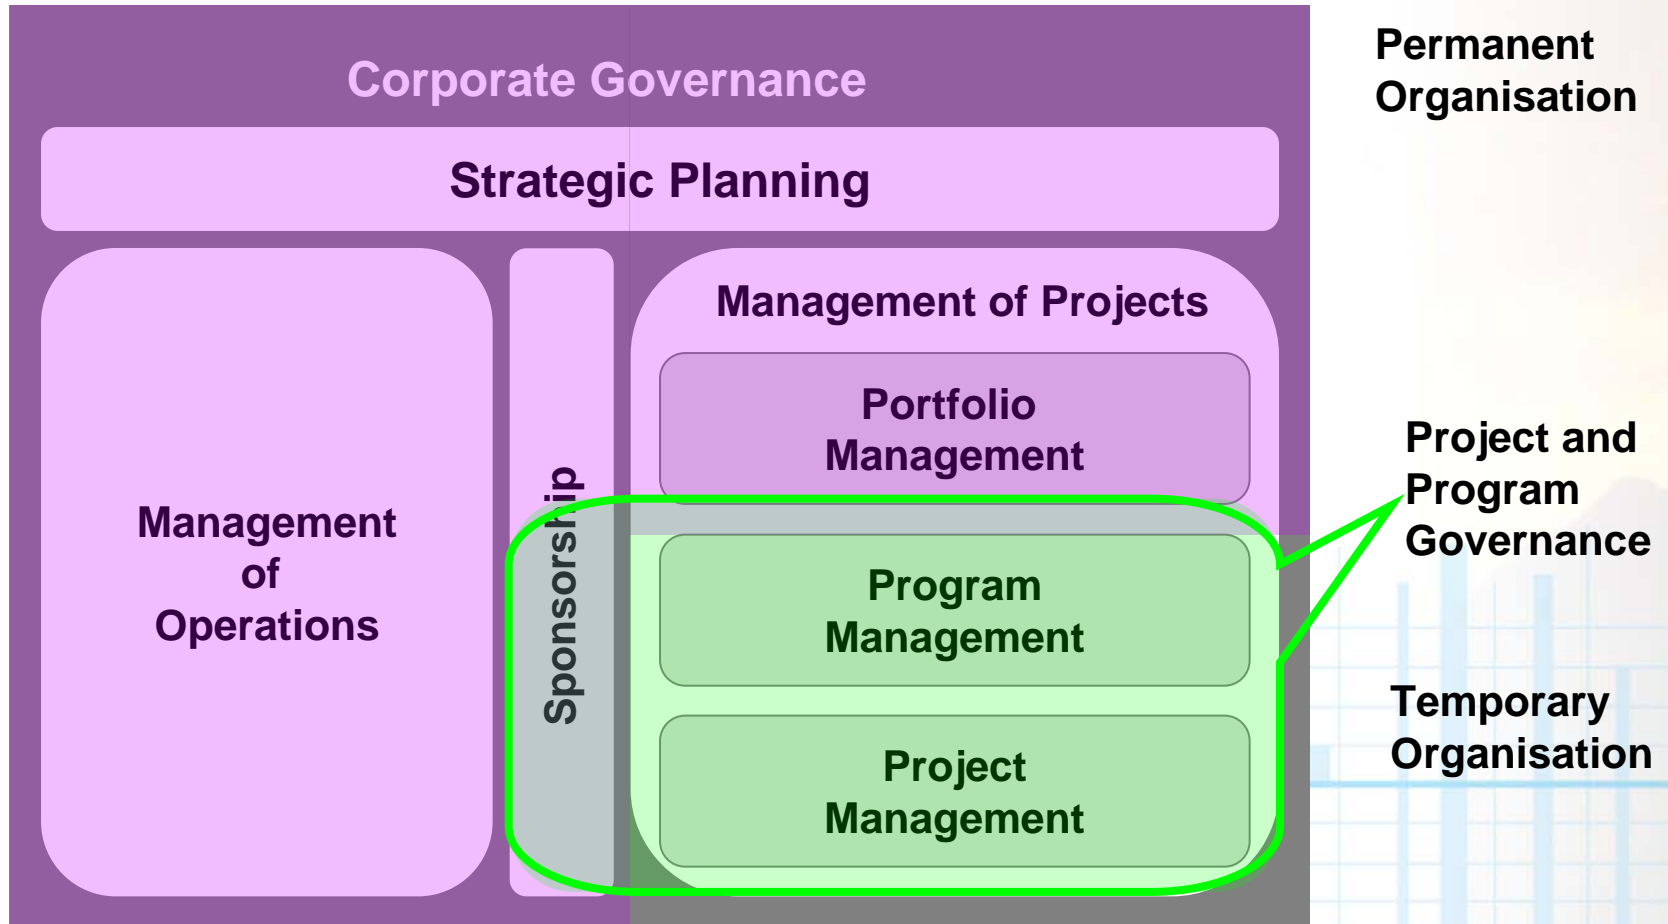 Corporate Governance
Strategic Planning
Management
of
Operations
Sponsorship
Management of Projects
Portfolio
Management
Program
Management
Project
Management
Permanent
Organisation
Project and
Program
Governance
Temporary
Organisation